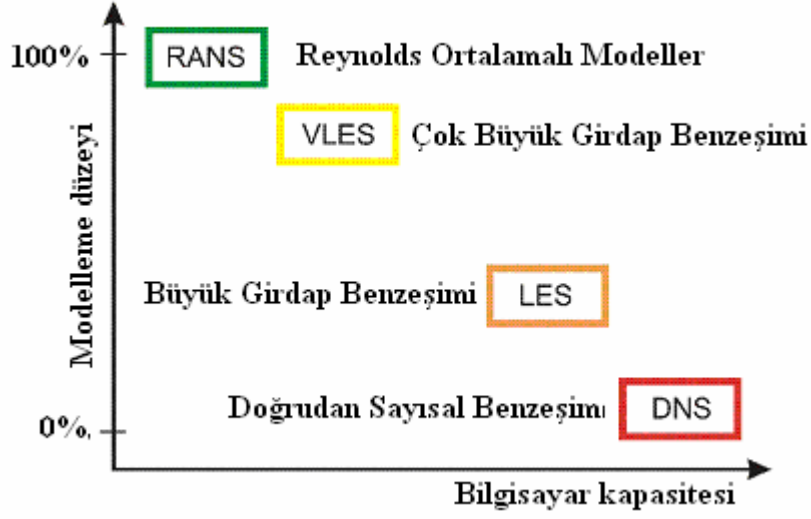 100% RANS Reynolds Ortalamalı Modeller
VLES Çok Büyük Girdap Benzeşimi
Modelleme düzeyi
Büyük Girdap Benzeşimi LES
Doğrudan Sayısal Benzeşimi DNS
0%
Bilgisayar kapasitesi